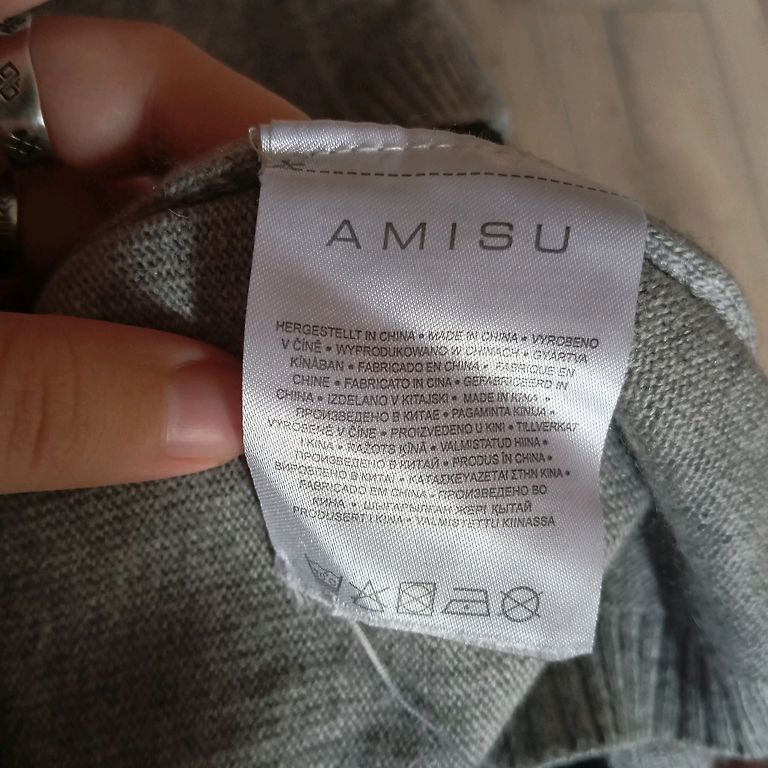 AMISU
HERGESTELLT IN CHINA • MADE IN CHINA • VYROBENO
V ČÍNĚ • WYPRODUKOWANO W CHINACH • GYÁRTVA
KÍNÁBAN • FABRICADO EN CHINA • FABRIQUE EN
CHINE • FABRICATO IN CINA • GEFABRICEERD IN
CHINA • IZDELANO V KITAJSKI • MADE IN KINA •
ПРОИЗВЕДЕНО В КИТАЕ • PAGAMINTA KINIJA •
VYROBENÉ V ČÍNE • PROIZVEDENO U KINI • TILLVERKAT
I KINA • RAŽOTS ĶĪNĀ • VALMISTATUD HIINA •
ПРОИЗВЕДЕНО В КИТАЙ • PRODUS ÎN CHINA •
ВИРОБЛЕНО В КИТАЇ • ΚΑΤΑΣΚΕΥΑΖΕΤΑΙ ΣΤΗΝ ΚΙΝΑ •
FABRICADO EM CHINA • ПРОИЗВЕДЕНО ВО
КИНА • ШЫҒАРЫЛҒАН ЖЕРІ ҚЫТАЙ
PRODUSERT I KINA • VALMISTETTU KIINASSA